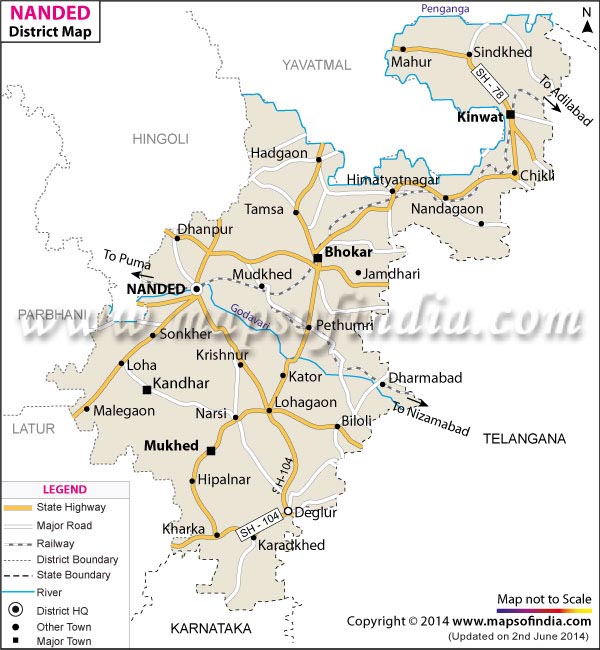 NANDED
District Map
Penganga
N
Sindkhed
Mahur
YAVATMAL
SH - 78
To Adilabad
Kinwat
HINGOLI
Hadgaon
Himatyatnagar
Chikli
Tamsa
Nandagaon
Dhanpur
Bhokar
To Purna
Mudkhed
Jamdhari
NANDED
Godavari
PARBHANI
www.mapsofindia.com
Pethumri
Sonkher
Krishnur
Loha
Kator
Dharmabad
Kandhar
Malegaon
Narsi
Lohagaon
To Nizamabad
Biloli
LATUR
TELANGANA
Mukhed
SH-104
Hipalnar
Deglur
SH - 104
Kharka
Karadkhed
KARNATAKA
LEGEND
State Highway
Major Road
Railway
District Boundary
State Boundary
River
District HQ
Other Town
Major Town
Map not to Scale
Copyright © 2014 www.mapsofindia.com
(Updated on 2nd June 2014)